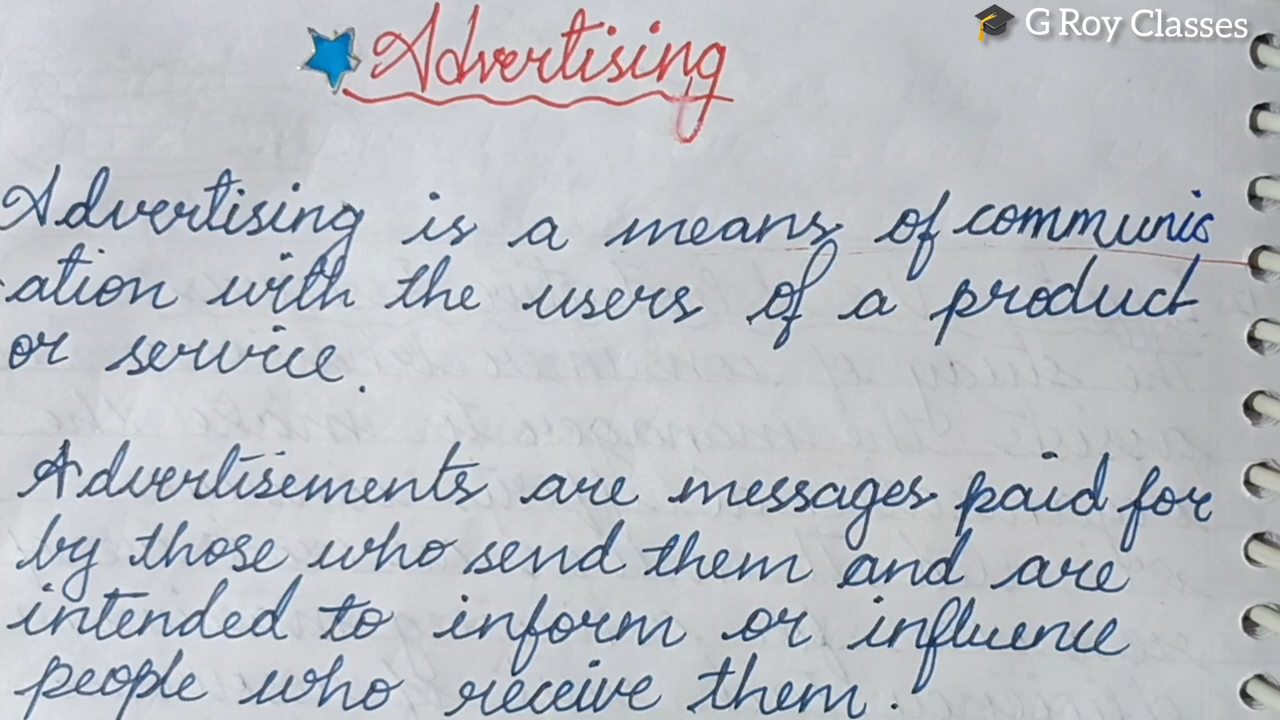 G Roy Classes
Advertising
Advertising is a means of communic
-ation with the users of a product
or service.
Advertisements are messages paid for
by those who send them and are
intended to inform or influence
people who receive them.